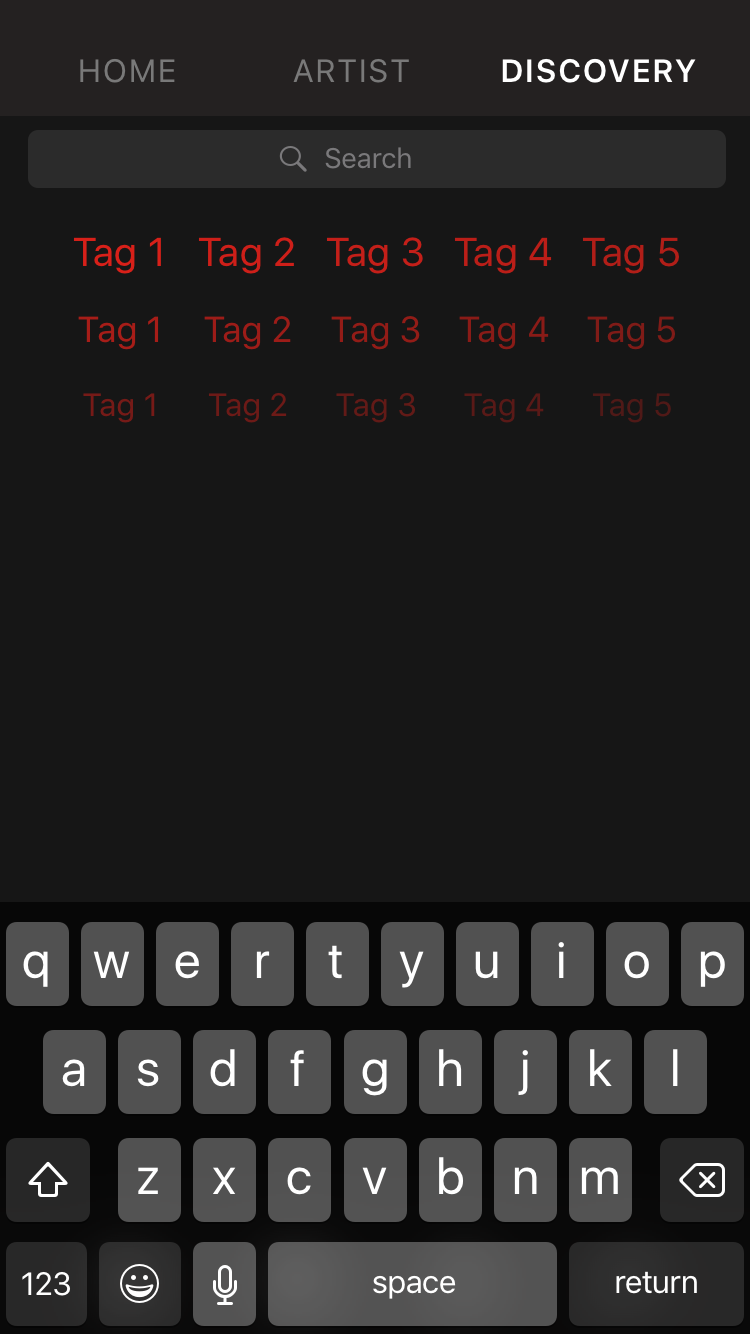 HOME ARTIST DISCOVERY
Search
Tag 1 Tag 2 Tag 3 Tag 4 Tag 5
Tag 1 Tag 2 Tag 3 Tag 4 Tag 5
Tag 1 Tag 2 Tag 3 Tag 4 Tag 5
q w e r t y u i o p
a s d f g h j k l
z x c v b n m
123 space return